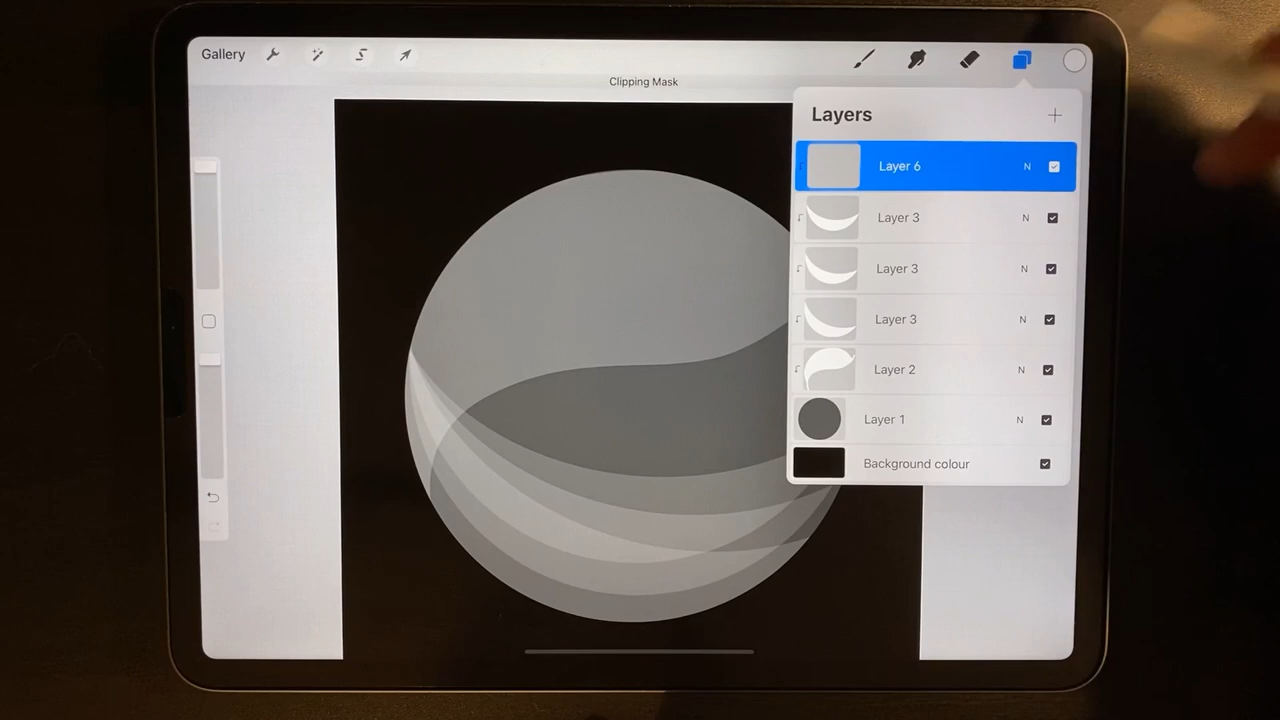 Gallery
Clipping Mask
Layers
Layer 6 N
Layer 3 N
Layer 3 N
Layer 3 N
Layer 2 N
Layer 1 N
Background colour